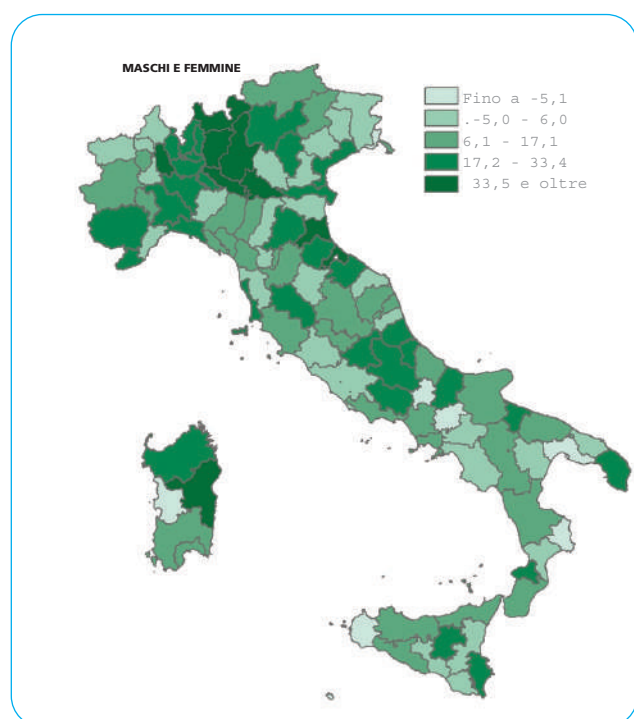 MASCHI E FEMMINE
Fino a -5,1
.-5,0 - 6,0
6,1 - 17,1
17,2 - 33,4
33,5 e oltre